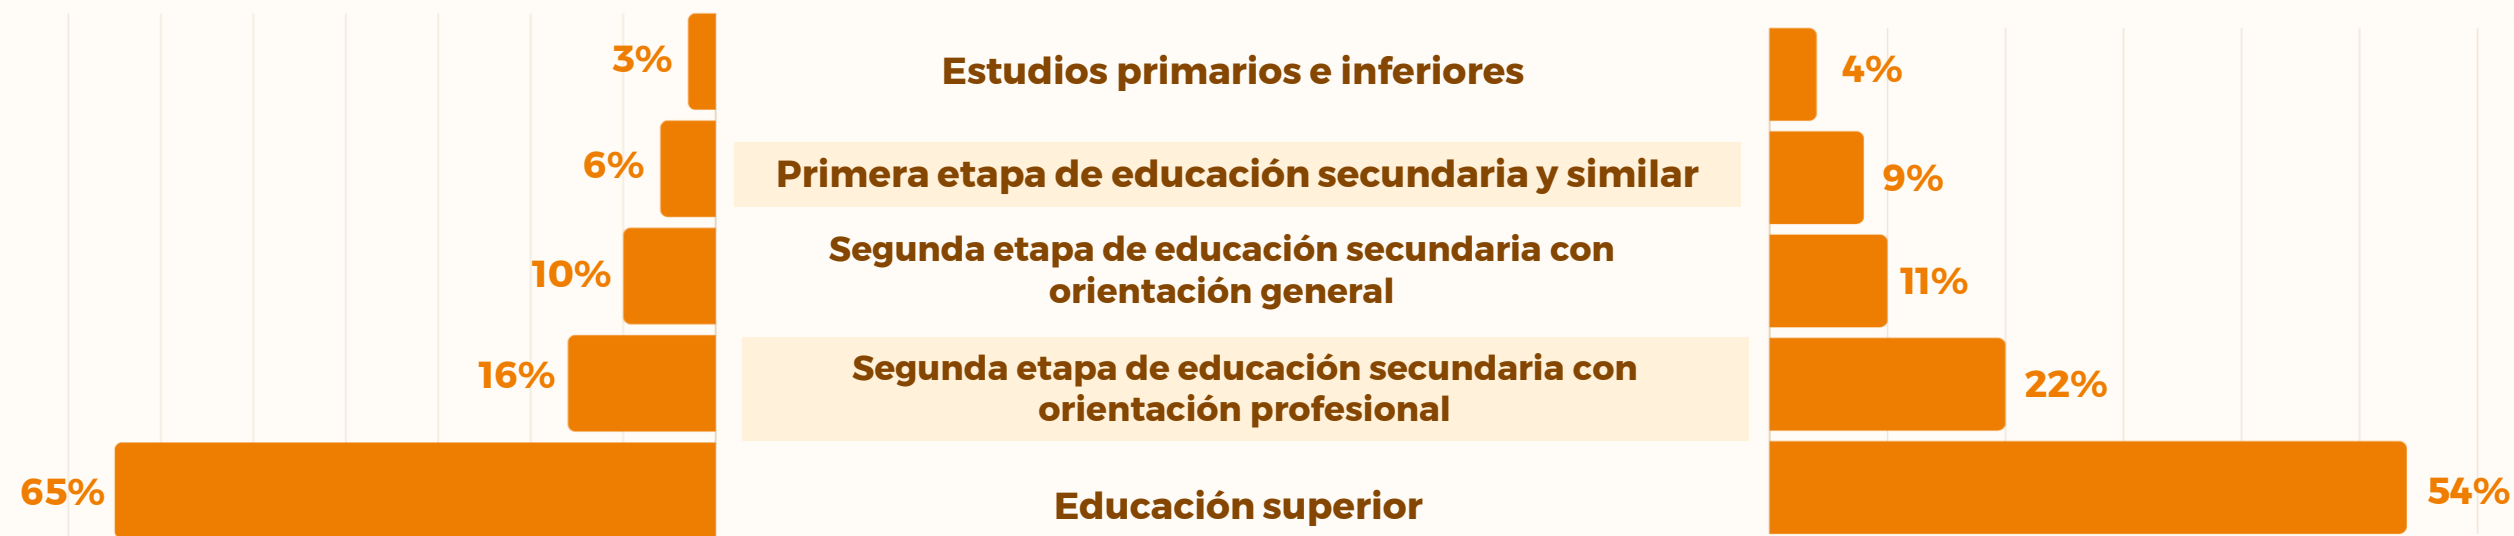 3%
Estudios primarios e inferiores
4%
6%
Primera etapa de educación secundaria y similar
9%
10%
Segunda etapa de educación secundaria con
orientación general
11%
16%
Segunda etapa de educación secundaria con
orientación profesional
22%
65%
Educación superior
54%